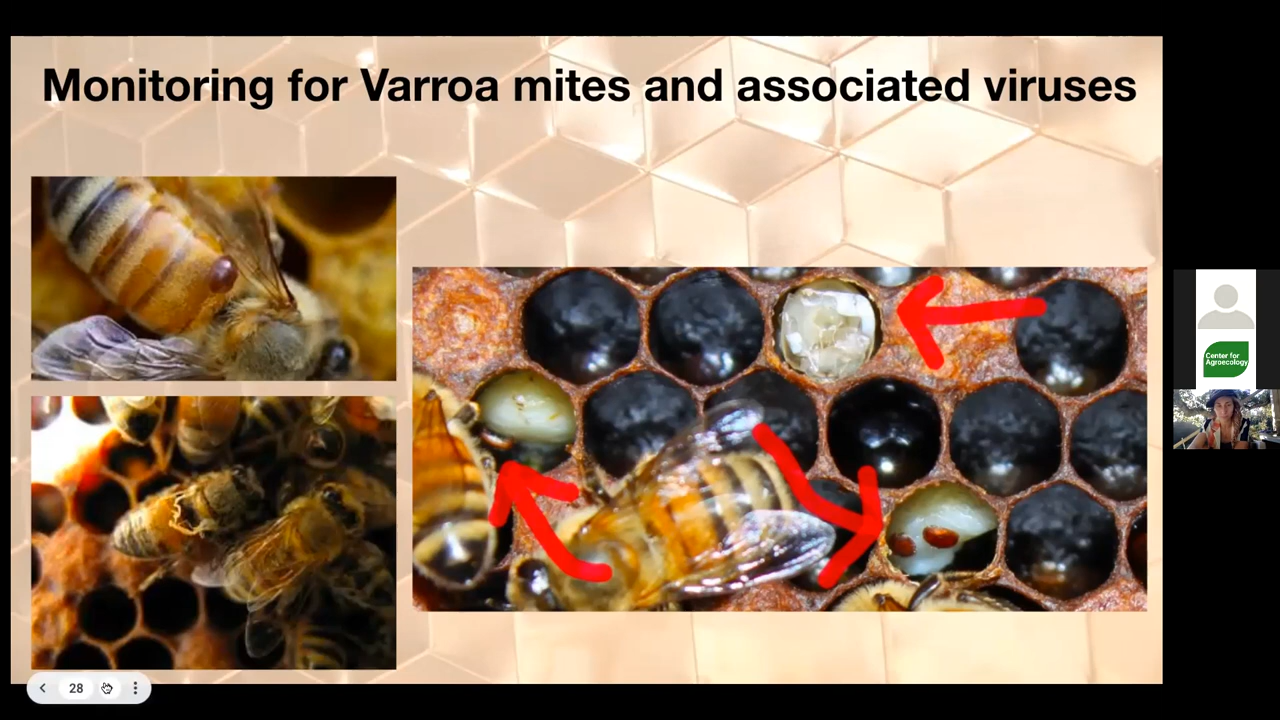 Monitoring for Varroa mites and associated viruses
Center for
Agroecology
28